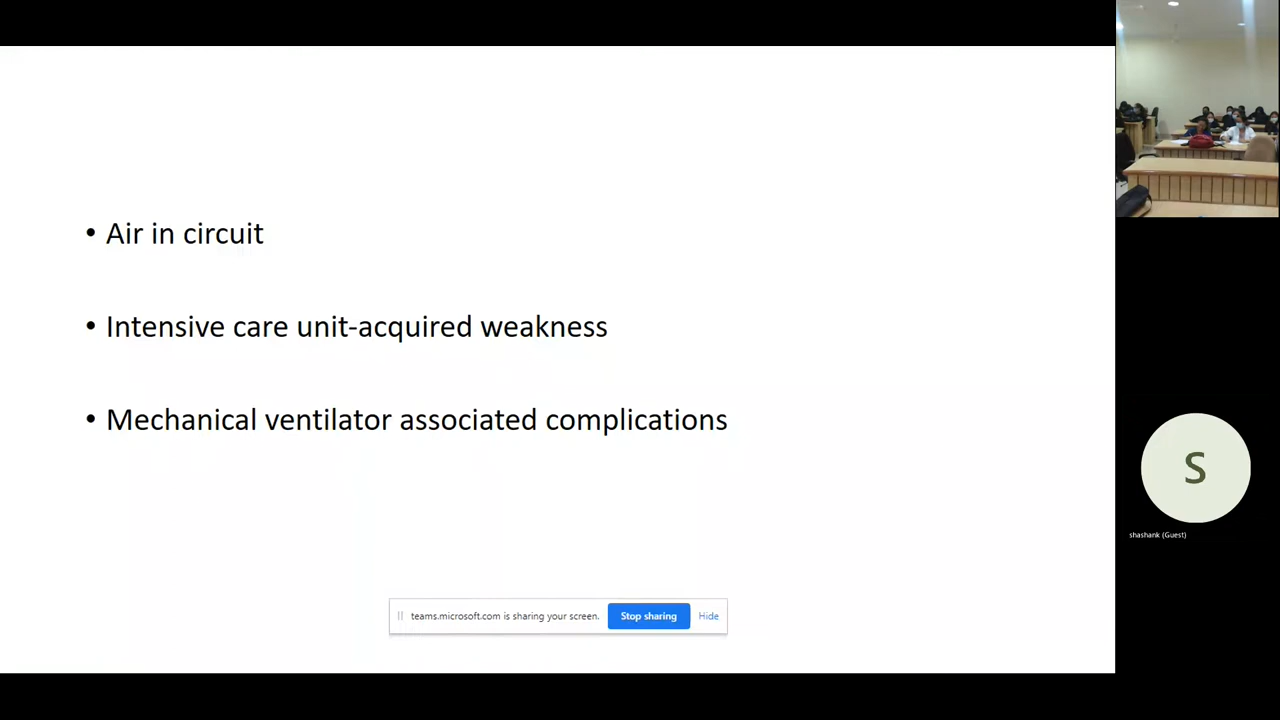 • Air in circuit
• Intensive care unit-acquired weakness
• Mechanical ventilator associated complications
teams.microsoft.com is sharing your screen. Stop sharing Hide
S
shashank (Guest)